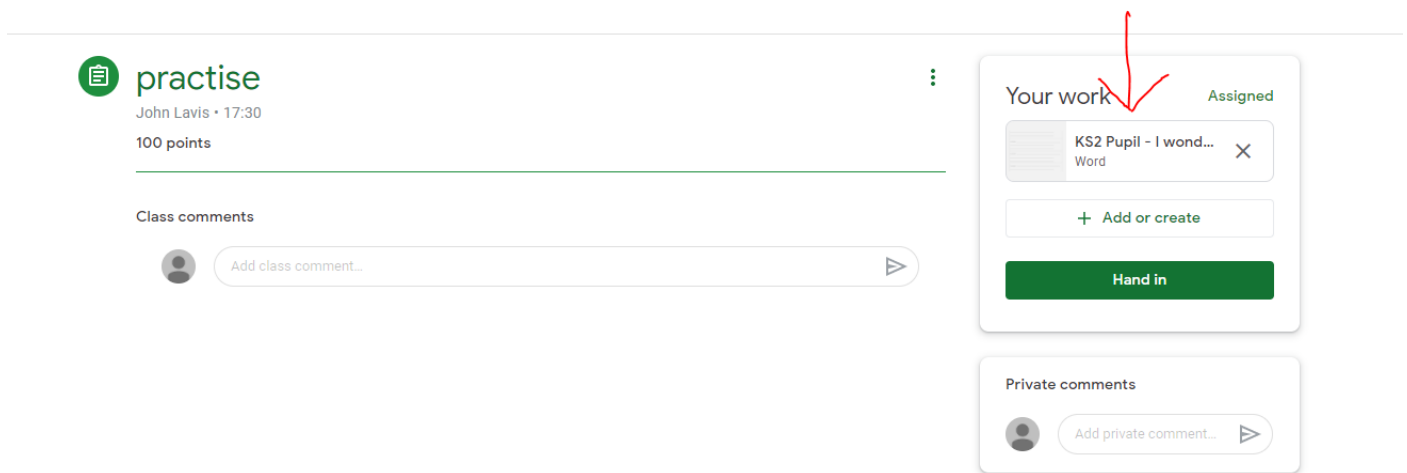 practise
John Lavis • 17:30
100 points
Class comments
Add class comment...
Your work
Assigned
KS2 Pupil - I wond...
Word
+ Add or create
Hand in
Private comments
Add private comment...